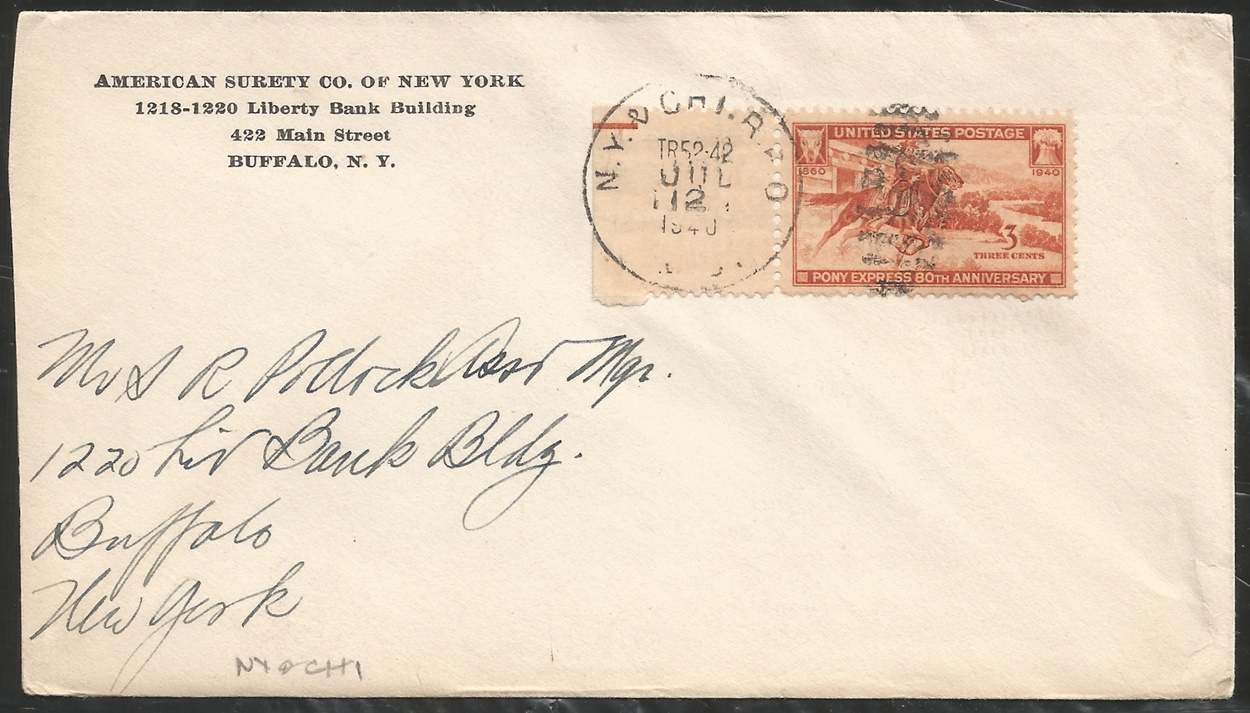 AMERICAN SURETY CO. OF NEW YORK
1218-1220 Liberty Bank Building
422 Main Street
BUFFALO, N. Y.
N.Y. & CHI. R P O
TR52-42
JUL
12
1940
UNITED STATES POSTAGE
1860 1940
3
THREE CENTS
PONY EXPRESS 80TH ANNIVERSARY
Mr S R Pollock Mgr.
1220 Lib Bank Bldg.
Buffalo
New York
NY & CHI